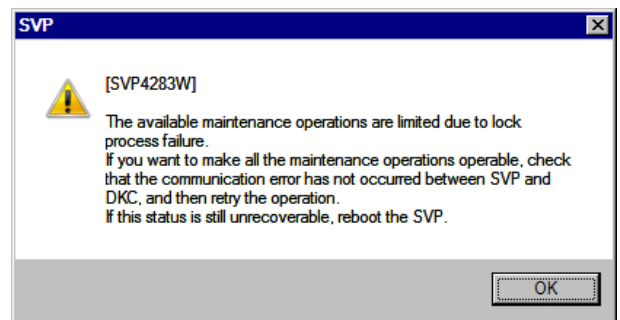 SVP
[SVP4283W]
The available maintenance operations are limited due to lock
process failure.
If you want to make all the maintenance operations operable, check
that the communication error has not occurred between SVP and
DKC, and then retry the operation.
If this status is still unrecoverable, reboot the SVP.
OK